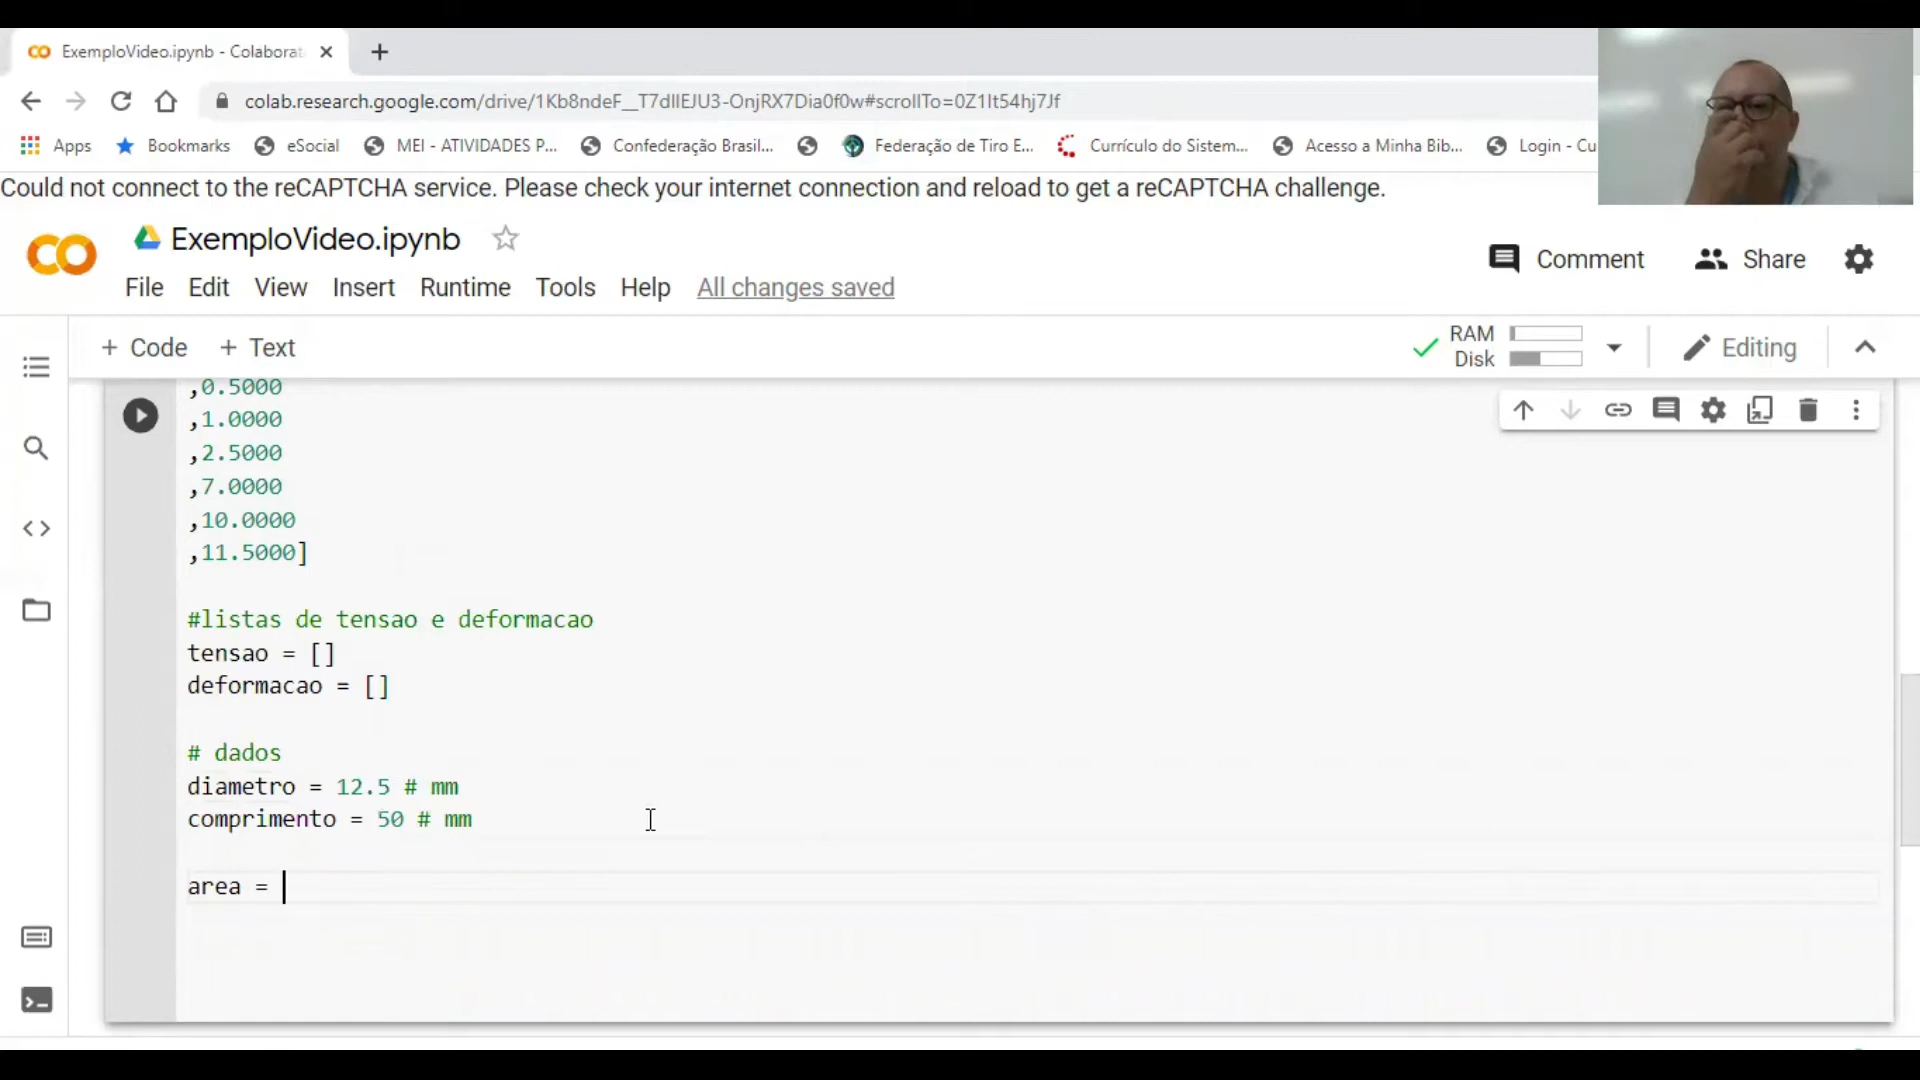 ExemploVideo.ipynb - Colaborat
colab.research.google.com/drive/1Kb8ndeF__T7dIlEJU3-OnjRX7Dia0f0w#scrollTo=0Z1It54hj7Jf
Apps Bookmarks eSocial MEI - ATIVIDADES P... Confederação Brasil... Federação de Tiro E... Currículo do Sistem... Acesso a Minha Bib... Login - Cu
Could not connect to the reCAPTCHA service. Please check your internet connection and reload to get a reCAPTCHA challenge.
ExemploVideo.ipynb
Comment Share
File Edit View Insert Runtime Tools Help All changes saved
+ Code + Text
RAM
Disk
Editing
,0.5000
,1.0000
,2.5000
,7.0000
,10.0000
,11.5000]
#listas de tensao e deformacao
tensao = []
deformacao = []
# dados
diametro = 12.5 # mm
comprimento = 50 # mm
area =